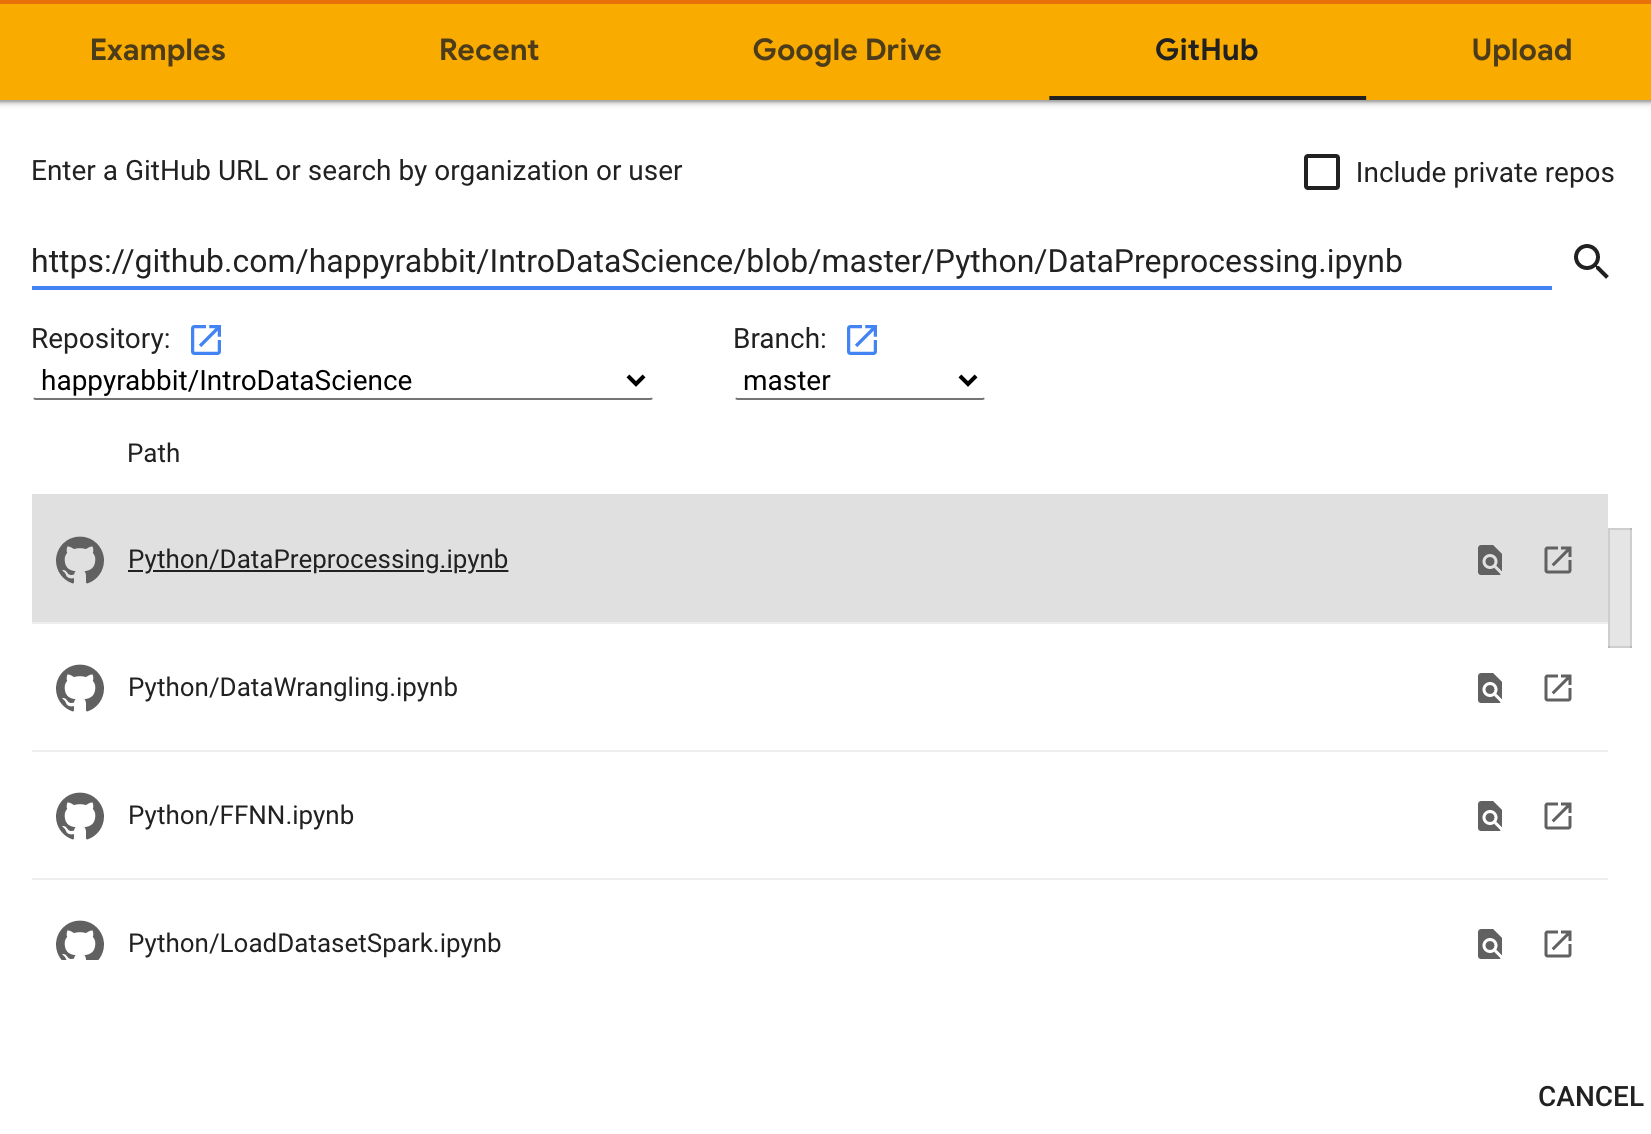 Examples Recent Google Drive GitHub Upload
Enter a GitHub URL or search by organization or user
Include private repos
https://github.com/happyrabbit/IntroDataScience/blob/master/Python/DataPreprocessing.ipynb
Repository: Branch:
happyrabbit/IntroDataScience master
Path
Python/DataPreprocessing.ipynb
Python/DataWrangling.ipynb
Python/FFNN.ipynb
Python/LoadDatasetSpark.ipynb
CANCEL